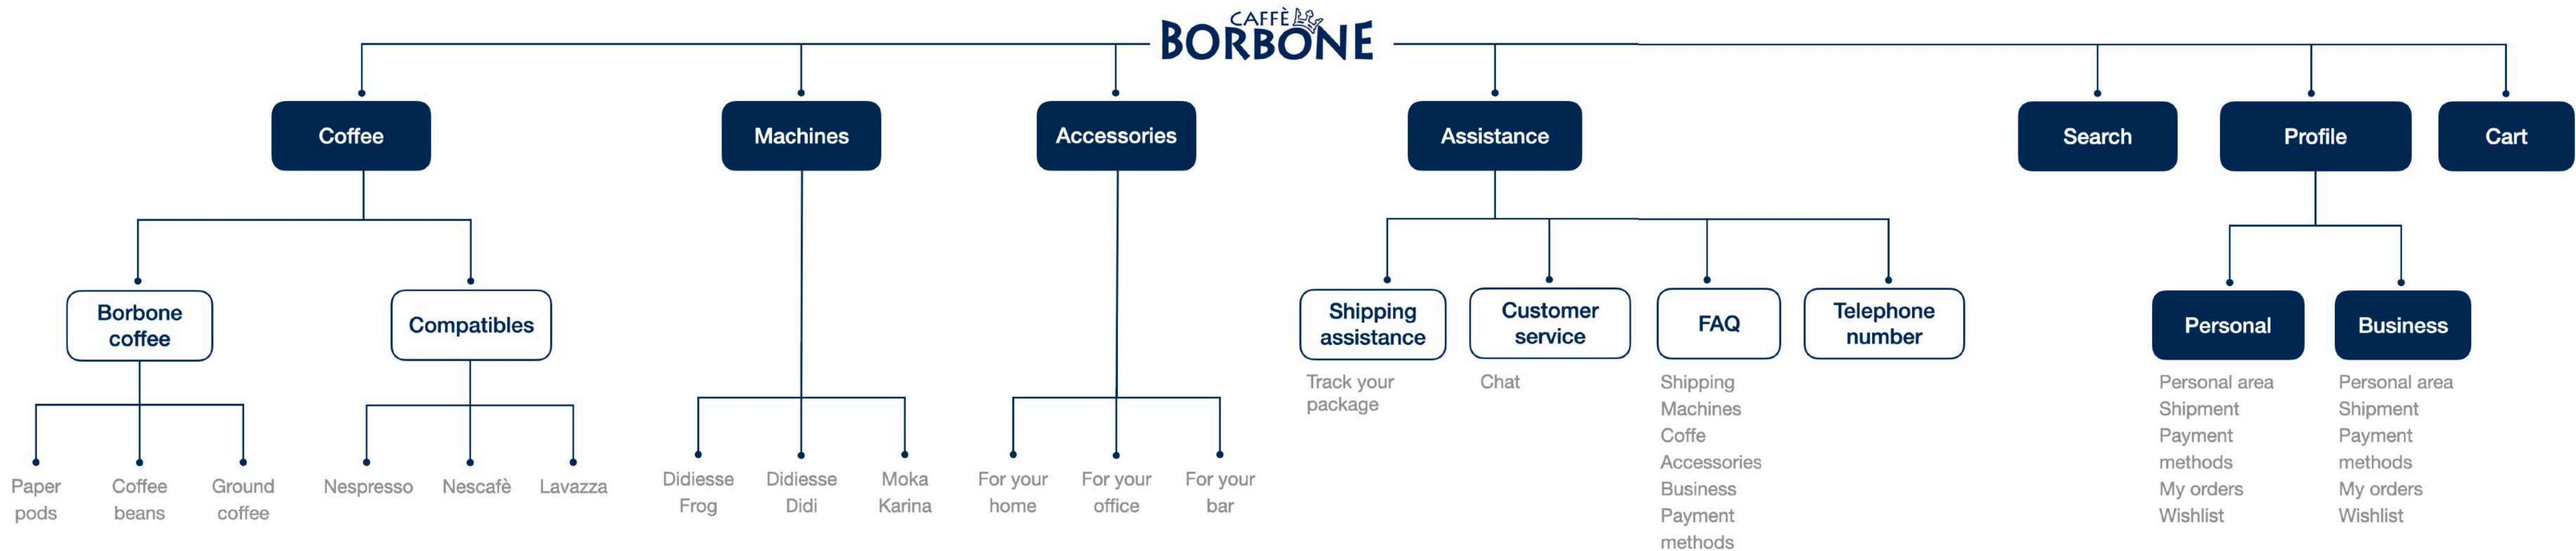 CAFFÈ
BORBONE
Coffee
Machines
Accessories
Assistance
Search
Profile
Cart
Borbone
coffee
Compatibles
Shipping
assistance
Customer
service
FAQ
Telephone
number
Personal
Business
Paper
pods
Coffee
beans
Ground
coffee
Nespresso
Nescafè
Lavazza
Didiesse
Frog
Didiesse
Didi
Moka
Karina
For your
home
For your
office
For your
bar
Track your
package
Chat
Shipping
Machines
Coffe
Accessories
Business
Payment
methods
Personal area
Shipment
Payment
methods
My orders
Wishlist
Personal area
Shipment
Payment
methods
My orders
Wishlist